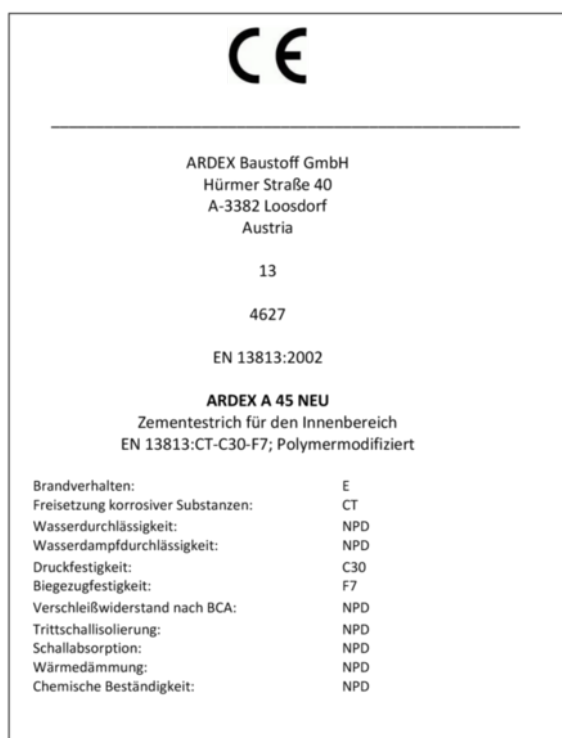 CE
ARDEX Baustoff GmbH
Hürmer Straße 40
A-3382 Loosdorf
Austria
13
4627
EN 13813:2002
ARDEX A 45 NEU
Zementestrich für den Innenbereich
EN 13813:CT-C30-F7; Polymermodifiziert
Brandverhalten: E
Freisetzung korrosiver Substanzen: CT
Wasserdurchlässigkeit: NPD
Wasserdampfdurchlässigkeit: NPD
Druckfestigkeit: C30
Biegezugfestigkeit: F7
Verschleißwiderstand nach BCA: NPD
Trittschallisolierung: NPD
Schallabsorption: NPD
Wärmedämmung: NPD
Chemische Beständigkeit: NPD